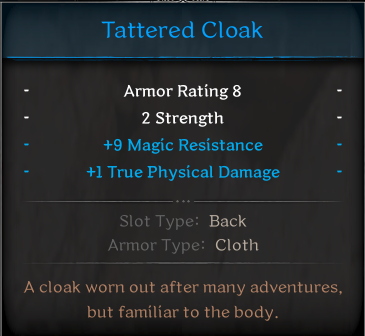 Tattered Cloak
- Armor Rating 8 -
- 2 Strength -
- +9 Magic Resistance -
- +1 True Physical Damage -
Slot Type: Back
Armor Type: Cloth
A cloak worn out after many adventures,
but familiar to the body.